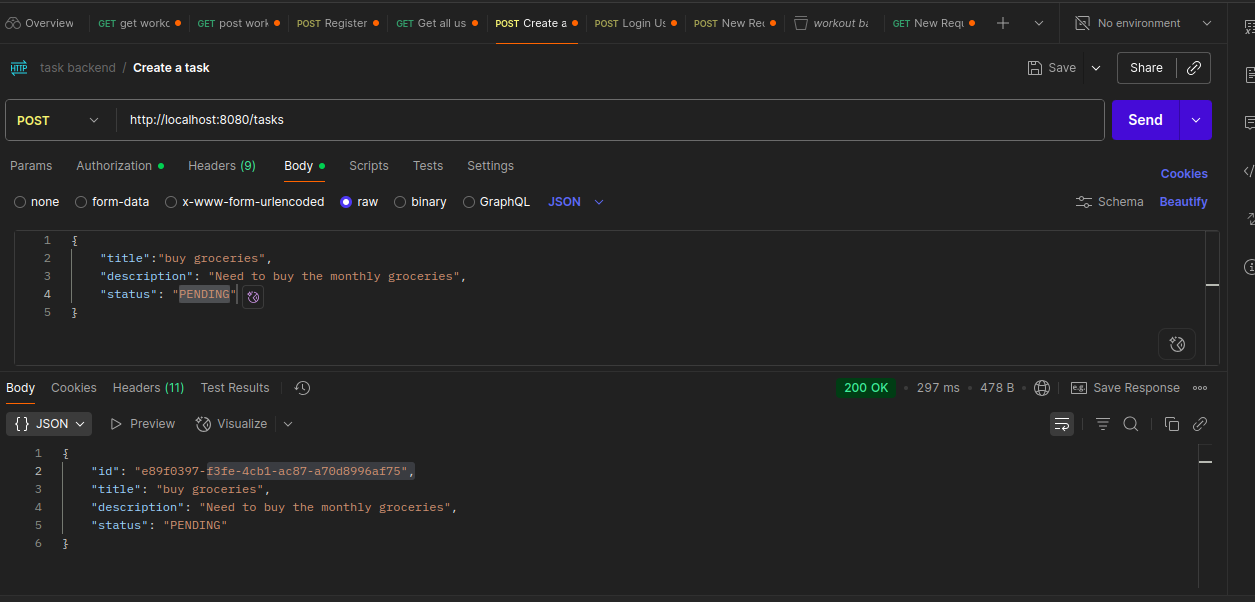 Overview GET get workc GET post work POST Register GET Get all us POST Create a POST Login Us POST New Req workout ba GET New Requ No environment
HTTP task backend / Create a task Save Share
POST http://localhost:8080/tasks Send
Params Authorization Headers (9) Body Scripts Tests Settings Cookies
none form-data x-www-form-urlencoded raw binary GraphQL JSON Schema Beautify
1 {
2 "title":"buy groceries",
3 "description": "Need to buy the monthly groceries",
4 "status": "PENDING"
5 }
Body Cookies Headers (11) Test Results 200 OK 297 ms 478 B e.g. Save Response
{} JSON Preview Visualize
1 {
2 "id": "e89f0397-f3fe-4cb1-ac87-a70d8996af75",
3 "title": "buy groceries",
4 "description": "Need to buy the monthly groceries",
5 "status": "PENDING"
6 }